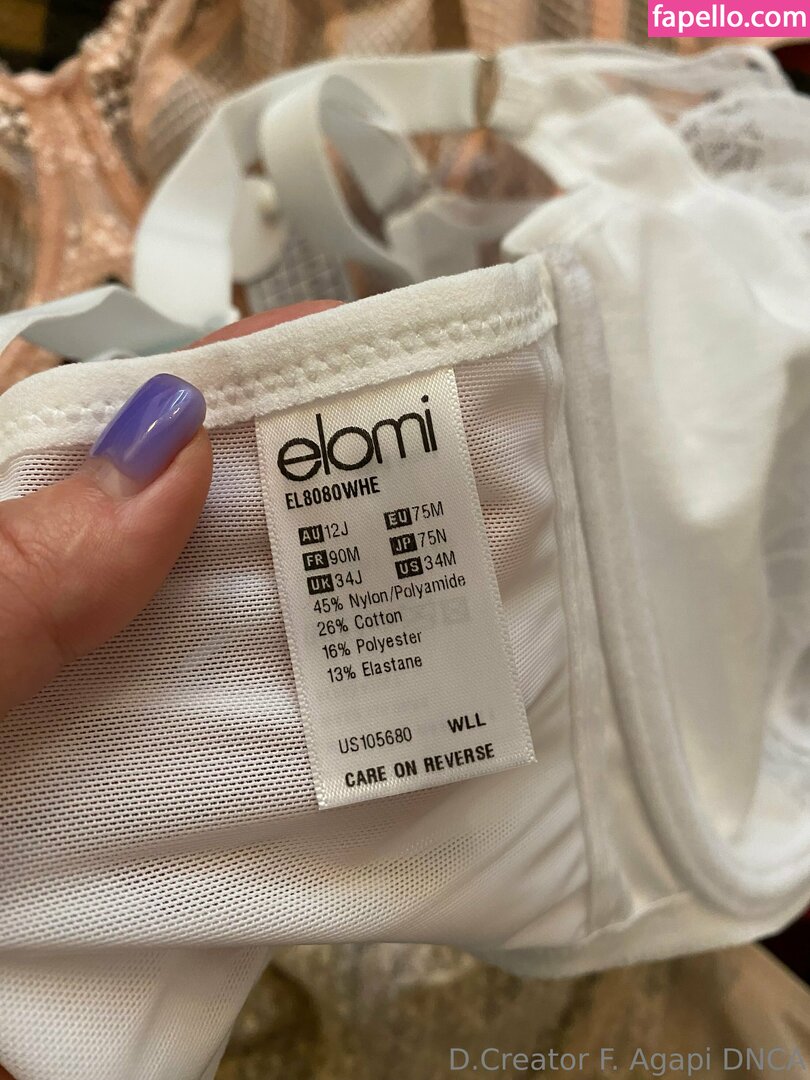 fapello.com
elomi
EL8080WHE
AU 12J EU 75M
FR 90M JP 75N
UK 34J US 34M
45% Nylon/Polyamide
26% Cotton
16% Polyester
13% Elastane
US105680 WLL
CARE ON REVERSE
D.Creator F. Agapi DNCA